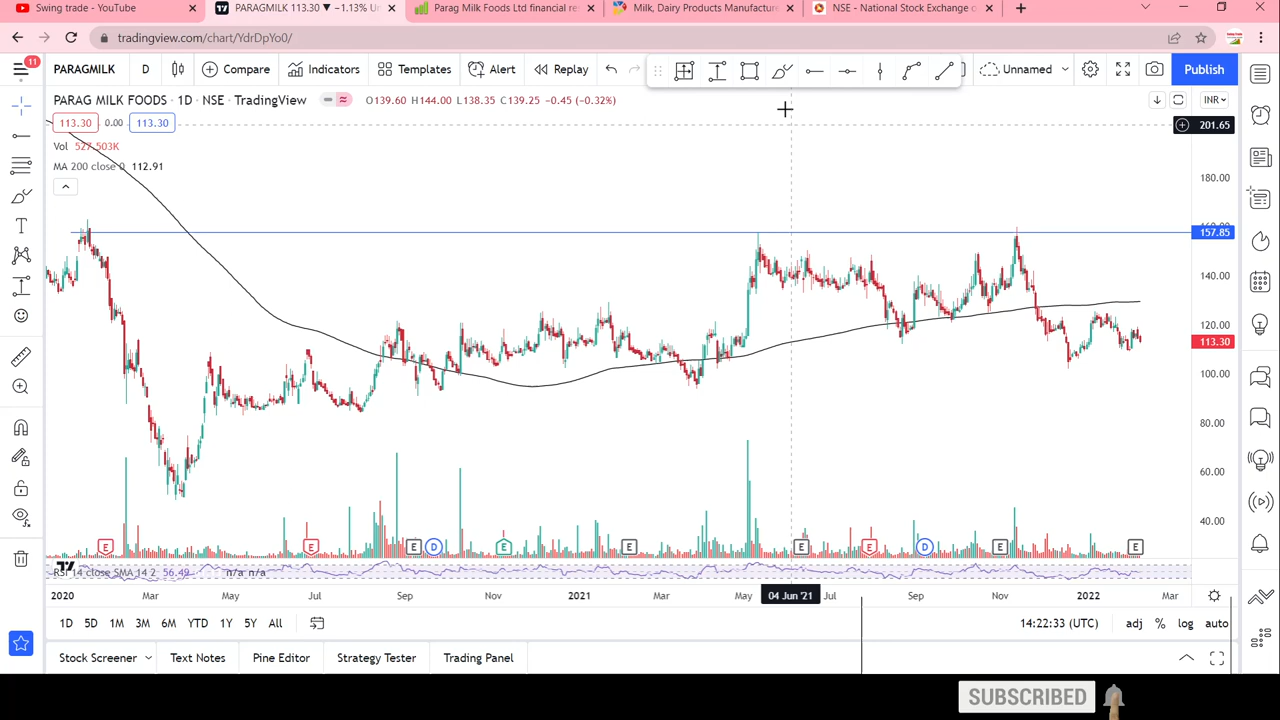 Swing trade - YouTube
PARAGMILK 113.30 ▼ −1.13% Un
Parag Milk Foods Ltd financial re
Milk, Dairy Products Manufacture
NSE - National Stock Exchange o
tradingview.com/chart/YdrDpYo0/
11
PARAGMILK
D
Compare
Indicators
Templates
Alert
Replay
Unnamed
Publish
PARAG MILK FOODS · 1D · NSE · TradingView
O139.60 H144.00 L138.35 C139.25 −0.45 (−0.32%)
INR
113.30 0.00 113.30
201.65
Vol 527.503K
MA 200 close 0 112.91
180.00
157.85
140.00
120.00
113.30
100.00
80.00
60.00
40.00
E E E D E E E E D E E
RSI 14 close SMA 14 2 56.49 n/a n/a
2020 Mar May Jul Sep Nov 2021 Mar May 04 Jun '21 Jul Sep Nov 2022 Mar
1D 5D 1M 3M 6M YTD 1Y 5Y All
14:22:33 (UTC) adj % log auto
Stock Screener
Text Notes
Pine Editor
Strategy Tester
Trading Panel
SUBSCRIBED